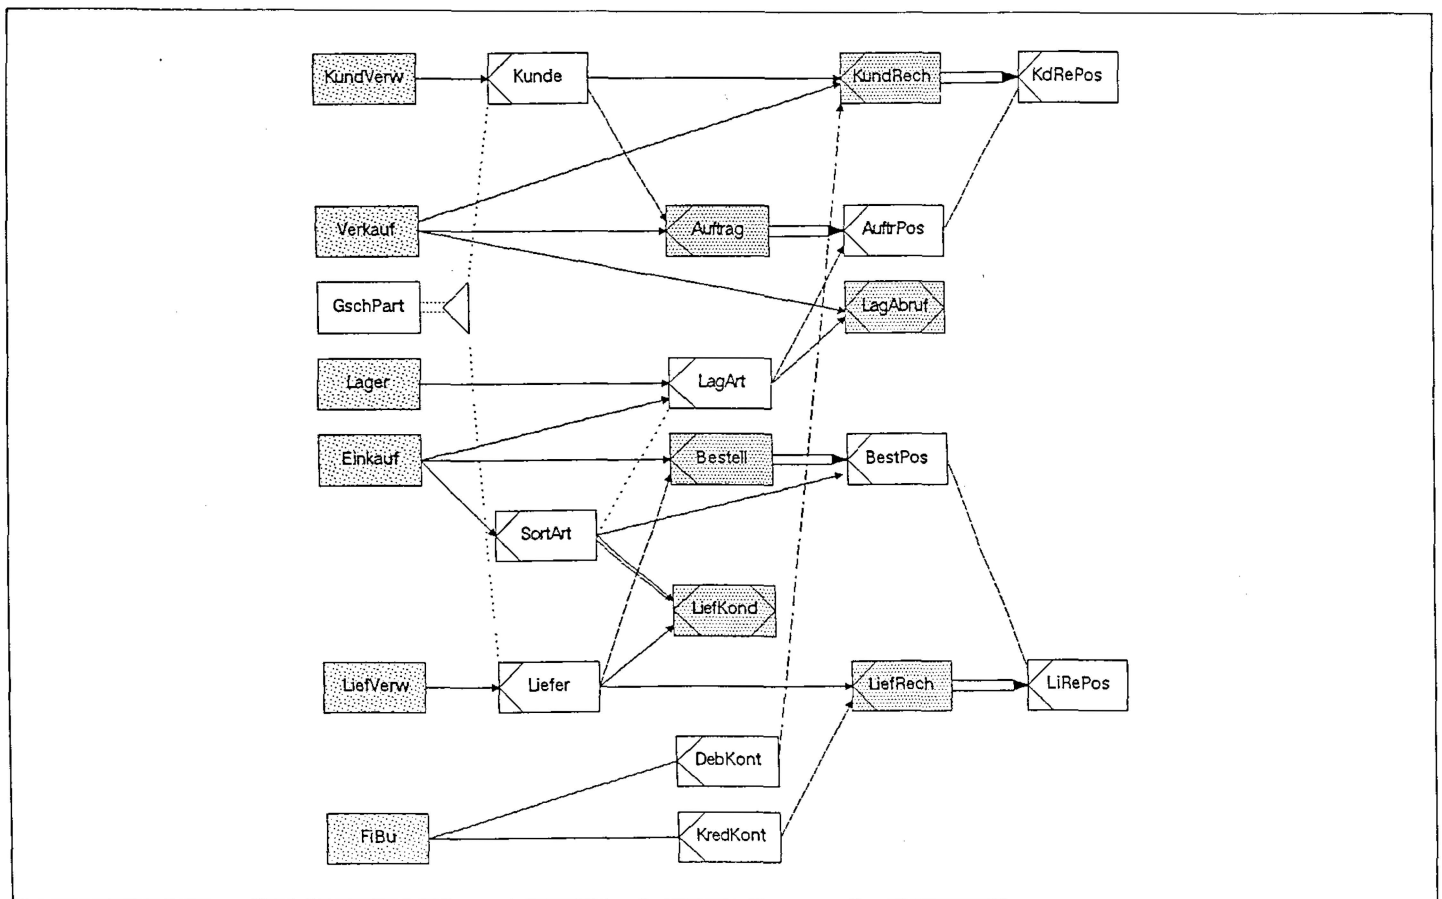 KundVerw
Kunde
KundRech
KdRePos
Verkauf
Auftrag
AuftrPos
GschPart
LagAbruf
Lager
LagArt
Einkauf
Bestell
BestPos
SortArt
LiefKond
LiefVerw
Liefer
LiefRech
LiRePos
DebKont
FiBu
KredKont